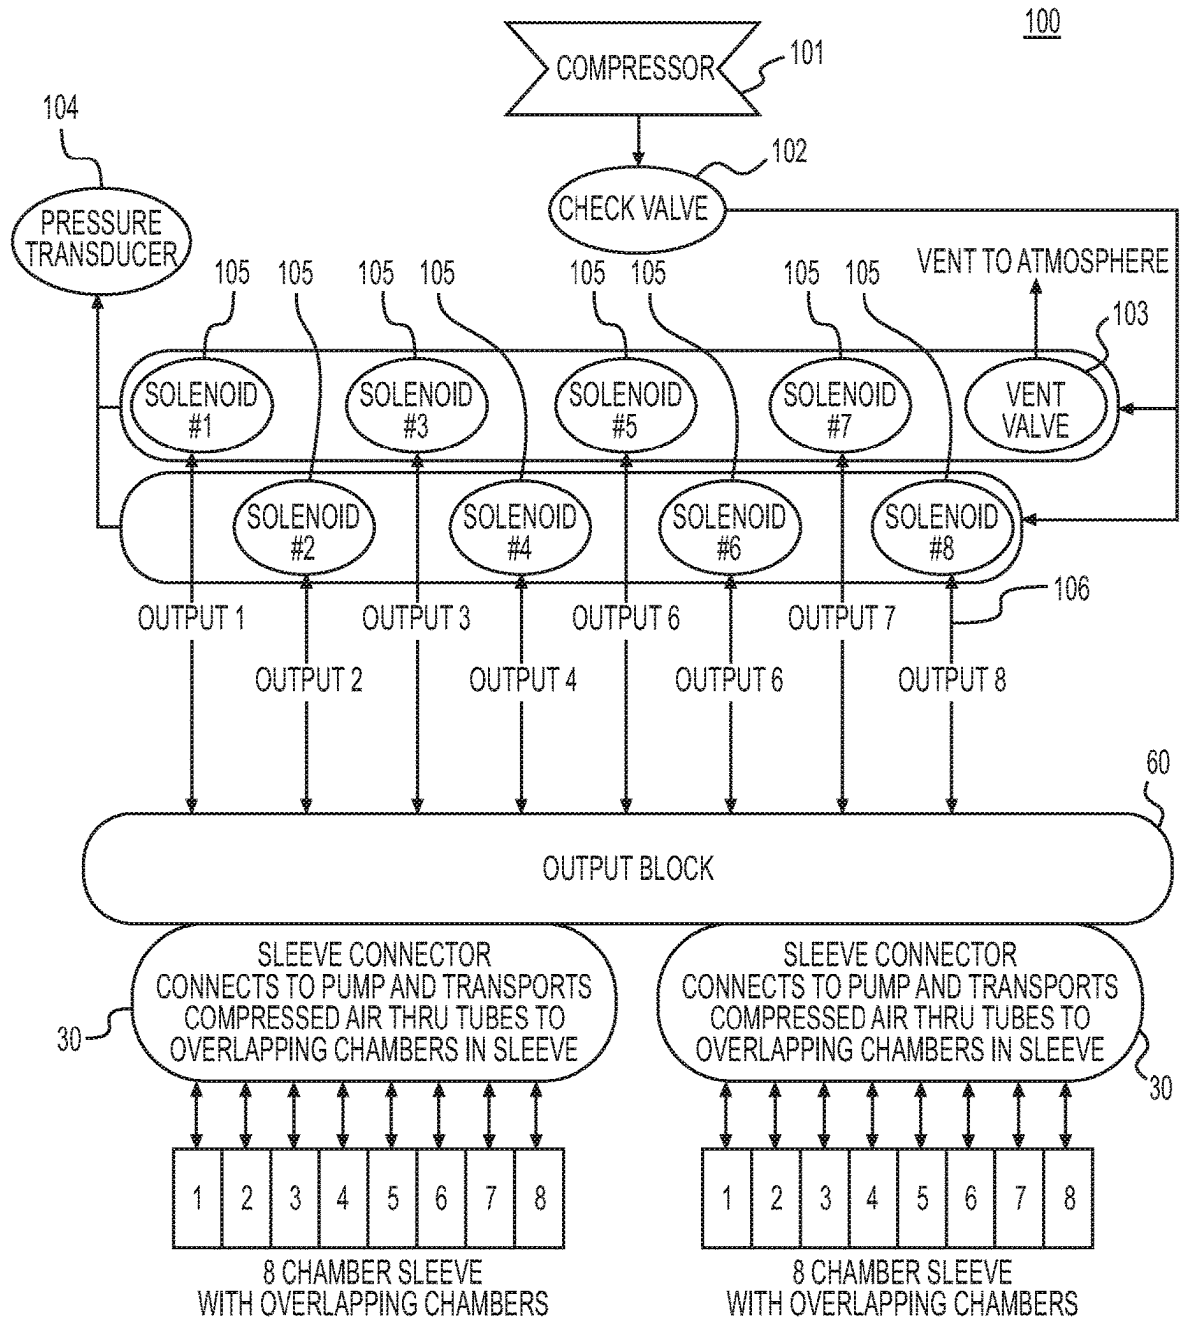 100
COMPRESSOR
101
104
102
PRESSURE
TRANSDUCER
CHECK VALVE
VENT TO ATMOSPHERE
105 105 105 105 105 105 105 105
103
SOLENOID
#1
SOLENOID
#3
SOLENOID
#5
SOLENOID
#7
VENT
VALVE
SOLENOID
#2
SOLENOID
#4
SOLENOID
#6
SOLENOID
#8
106
OUTPUT 1 OUTPUT 3 OUTPUT 6 OUTPUT 7
OUTPUT 2 OUTPUT 4 OUTPUT 6 OUTPUT 8
60
OUTPUT BLOCK
SLEEVE CONNECTOR
CONNECTS TO PUMP AND TRANSPORTS
COMPRESSED AIR THRU TUBES TO
OVERLAPPING CHAMBERS IN SLEEVE
30
SLEEVE CONNECTOR
CONNECTS TO PUMP AND TRANSPORTS
COMPRESSED AIR THRU TUBES TO
OVERLAPPING CHAMBERS IN SLEEVE
30
1 2 3 4 5 6 7 8
8 CHAMBER SLEEVE
WITH OVERLAPPING CHAMBERS
1 2 3 4 5 6 7 8
8 CHAMBER SLEEVE
WITH OVERLAPPING CHAMBERS